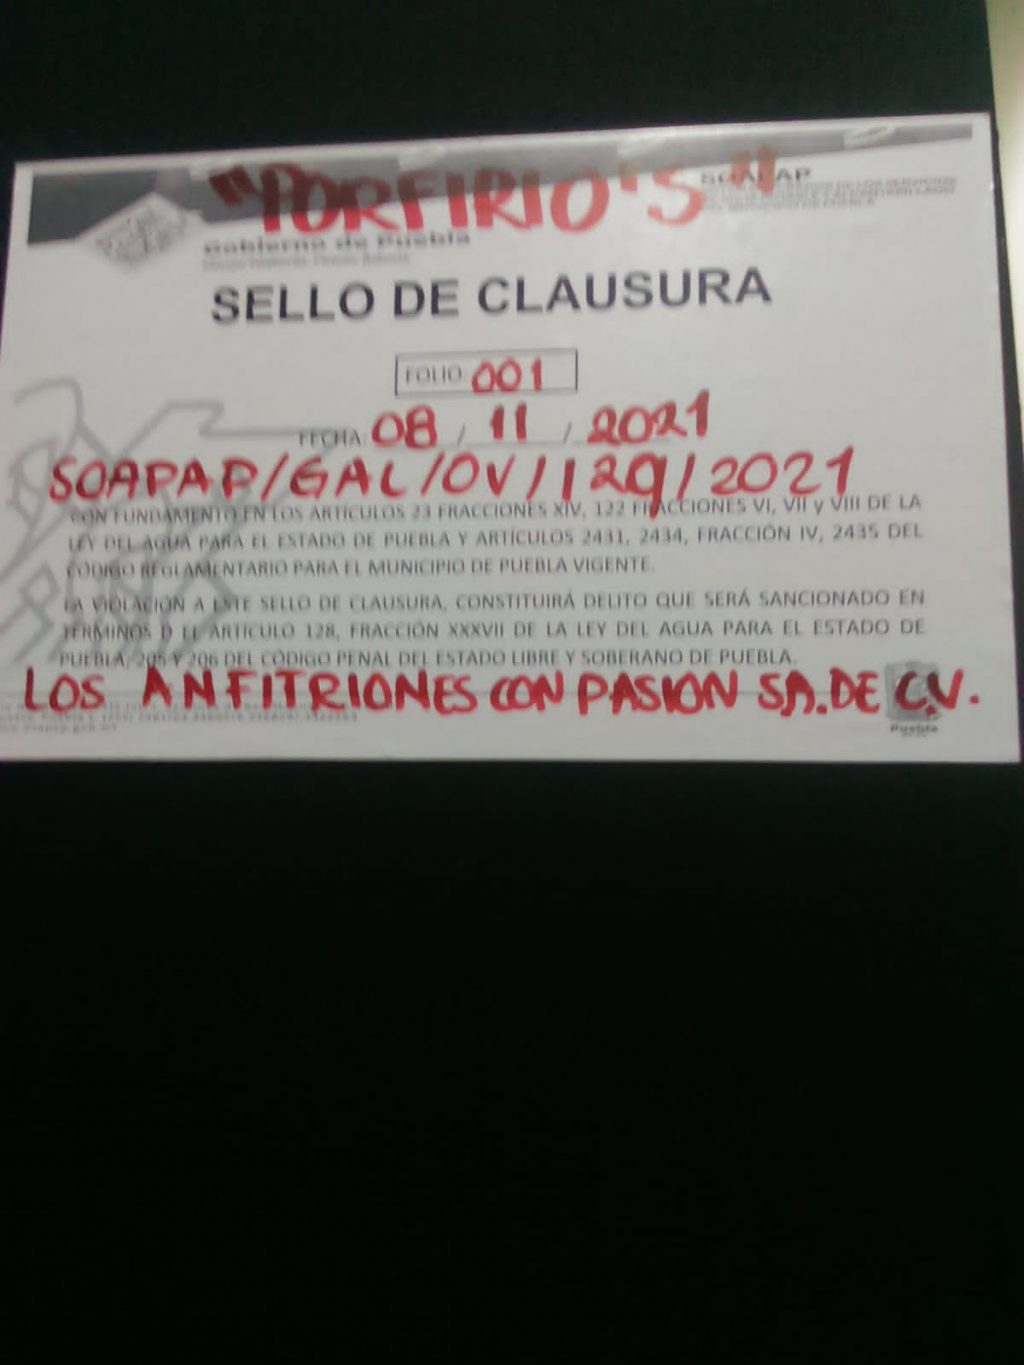 "PORFIRIO'S"
SOAPAP
Gobierno de Puebla
SELLO DE CLAUSURA
FOLIO 001
FECHA: 08 / 11 / 2021
SOAPAP/GAL/OV/129/2021
CON FUNDAMENTO EN LOS ARTÍCULOS 23 FRACCIONES XIV, 122 FRACCIONES VI, VII y VIII DE LA
LEY DEL AGUA PARA EL ESTADO DE PUEBLA Y ARTÍCULOS 2431, 2434, FRACCIÓN IV, 2435 DEL
CÓDIGO REGLAMENTARIO PARA EL MUNICIPIO DE PUEBLA VIGENTE.
LA VIOLACIÓN A ESTE SELLO DE CLAUSURA, CONSTITUIRÁ DELITO QUE SERÁ SANCIONADO EN
TÉRMINOS D EL ARTÍCULO 128, FRACCIÓN XXXVII DE LA LEY DEL AGUA PARA EL ESTADO DE
PUEBLA, 205 Y 206 DEL CÓDIGO PENAL DEL ESTADO LIBRE Y SOBERANO DE PUEBLA.
LOS ANFITRIONES CON PASION SA. DE C.V.
Puebla